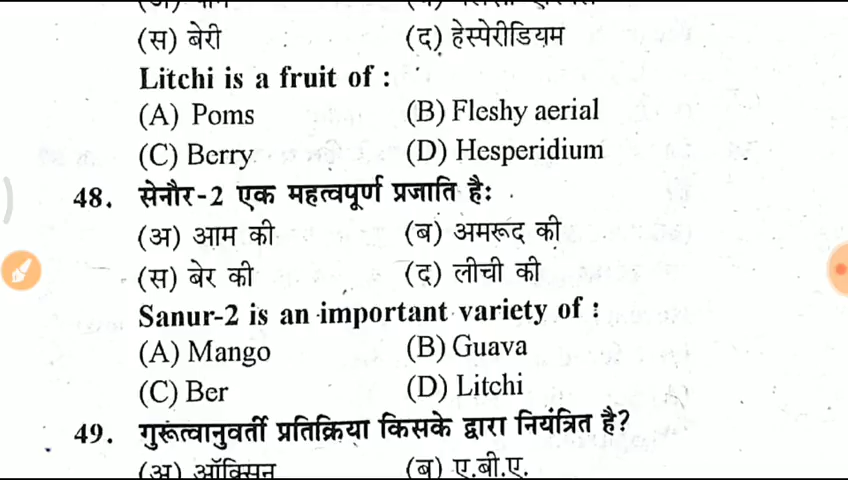 (स) बेरी (द) हेस्पेरीडियम
Litchi is a fruit of :
(A) Poms (B) Fleshy aerial
(C) Berry (D) Hesperidium
48. सेनौर-2 एक महत्वपूर्ण प्रजाति है:
(अ) आम की (ब) अमरूद की
(स) बेर की (द) लीची की
Sanur-2 is an important variety of :
(A) Mango (B) Guava
(C) Ber (D) Litchi
49. गुरूत्वानुवर्ती प्रतिक्रिया किसके द्वारा नियंत्रित है?
(अ) ऑक्सिन (ब) ए.बी.ए.